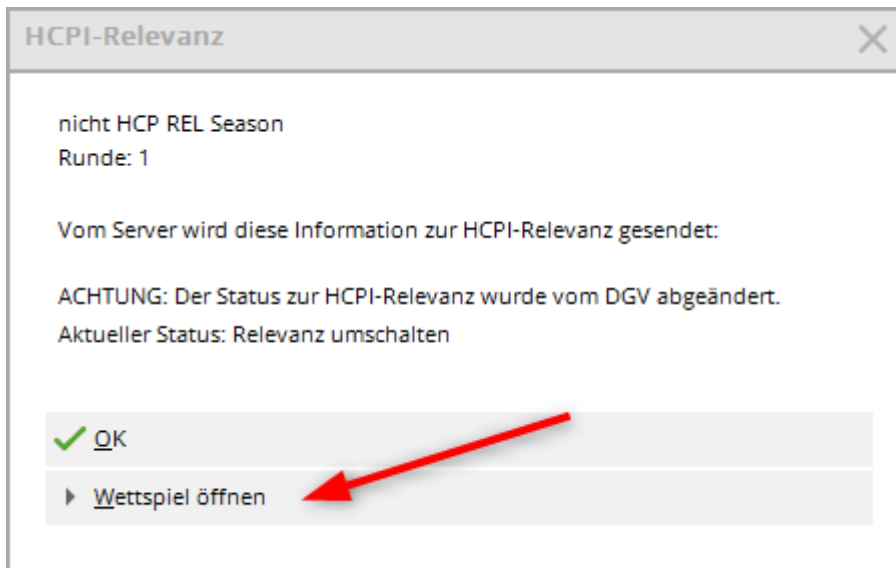 HCPI-Relevanz
nicht HCP REL Season
Runde: 1
Vom Server wird diese Information zur HCPI-Relevanz gesendet:
ACHTUNG: Der Status zur HCPI-Relevanz wurde vom DGV abgeändert.
Aktueller Status: Relevanz umschalten
OK
Wettspiel öffnen